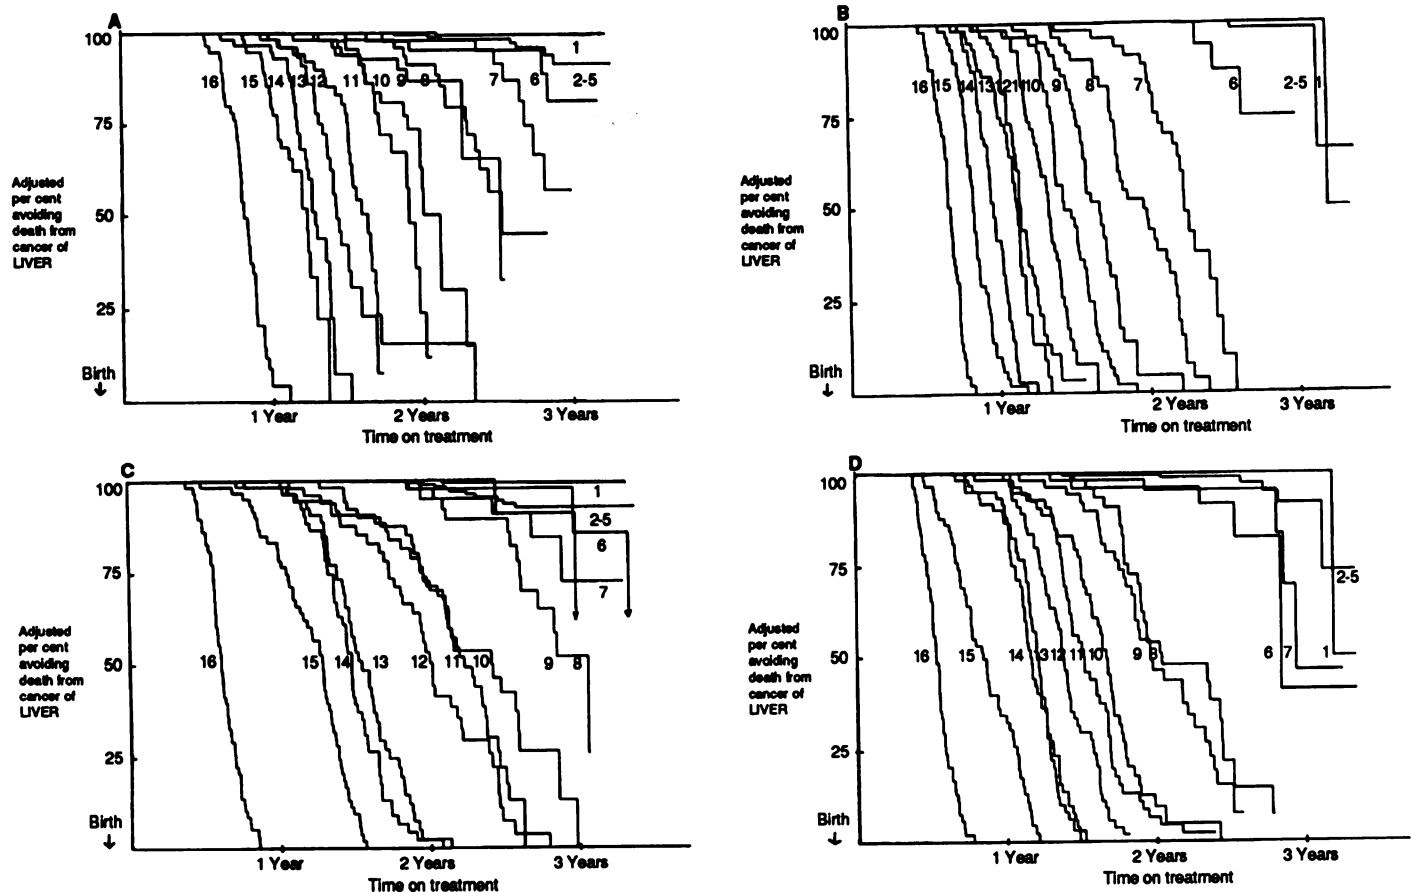 A
100
75
50
25
Adjusted
per cent
avoiding
death from
cancer of
LIVER
Birth
↓
16 15 14 13 12 11 10 9 8 7 6 2-5
1
1 Year 2 Years 3 Years
Time on treatment
B
100
75
50
25
Adjusted
per cent
avoiding
death from
cancer of
LIVER
Birth
↓
16 15 14 13 12 11 10 9 8 7 6 2-5 1
1 Year 2 Years 3 Years
Time on treatment
C
100
75
50
25
Adjusted
per cent
avoiding
death from
cancer of
LIVER
Birth
↓
1
2-5
6
7
16 15 14 13 12 11 10 9 8
1 Year 2 Years 3 Years
Time on treatment
D
100
75
50
25
Adjusted
per cent
avoiding
death from
cancer of
LIVER
Birth
↓
2-5
16 15 14 13 12 11 10 9 8 6 7 1
1 Year 2 Years 3 Years
Time on treatment